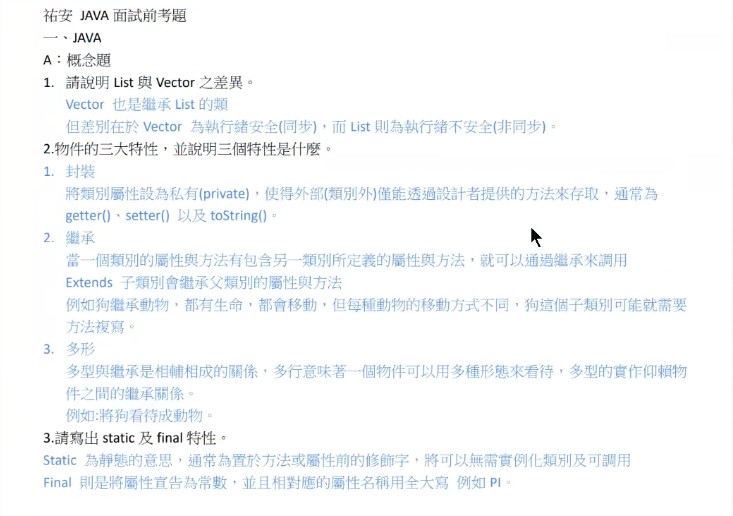 祐安 JAVA 面試前考題
一、JAVA
A：概念題
1. 請說明 List 與 Vector 之差異。
Vector 也是繼承 List 的類
但差別在於 Vector 為執行緒安全(同步)，而 List 則為執行緒不安全(非同步)。
2.物件的三大特性，並說明三個特性是什麼。
1. 封裝
將類別屬性設為私有(private)，使得外部(類別外)僅能透過設計者提供的方法來存取，通常為
getter()、setter() 以及 toString()。
2. 繼承
當一個類別的屬性與方法有包含另一類別所定義的屬性與方法，就可以通過繼承來調用
Extends 子類別會繼承父類別的屬性與方法
例如狗繼承動物，都有生命，都會移動，但每種動物的移動方式不同，狗這個子類別可能就需要
方法複寫。
3. 多形
多型與繼承是相輔相成的關係，多行意味著一個物件可以用多種形態來看待，多型的實作仰賴物
件之間的繼承關係。
例如:將狗看待成動物。
3.請寫出 static 及 final 特性。
Static 為靜態的意思，通常為置於方法或屬性前的修飾字，將可以無需實例化類別及可調用
Final 則是將屬性宣告為常數，並且相對應的屬性名稱用全大寫 例如 PI。